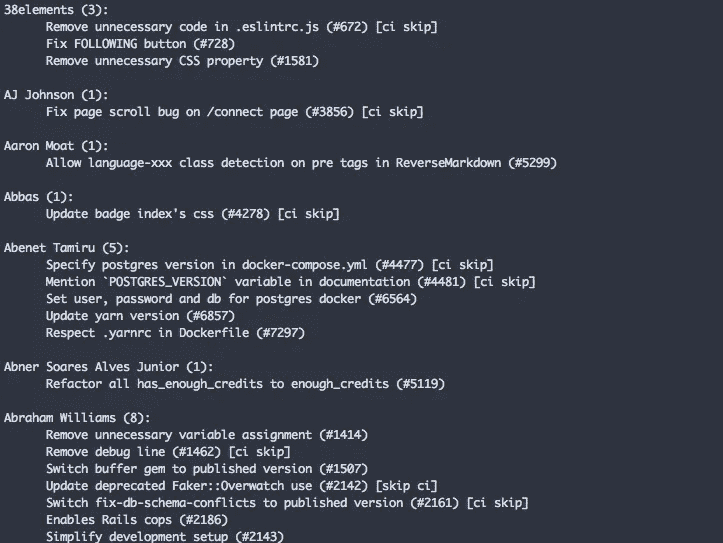 38elements (3):
Remove unnecessary code in .eslintrc.js (#672) [ci skip]
Fix FOLLOWING button (#728)
Remove unnecessary CSS property (#1581)
AJ Johnson (1):
Fix page scroll bug on /connect page (#3856) [ci skip]
Aaron Moat (1):
Allow language-xxx class detection on pre tags in ReverseMarkdown (#5299)
Abbas (1):
Update badge index's css (#4278) [ci skip]
Abenet Tamiru (5):
Specify postgres version in docker-compose.yml (#4477) [ci skip]
Mention `POSTGRES_VERSION` variable in documentation (#4481) [ci skip]
Set user, password and db for postgres docker (#6564)
Update yarn version (#6857)
Respect .yarnrc in Dockerfile (#7297)
Abner Soares Alves Junior (1):
Refactor all has_enough_credits to enough_credits (#5119)
Abraham Williams (8):
Remove unnecessary variable assignment (#1414)
Remove debug line (#1462) [ci skip]
Switch buffer gem to published version (#1507)
Update deprecated Faker::Overwatch use (#2142) [skip ci]
Switch fix-db-schema-conflicts to published version (#2161) [ci skip]
Enables Rails cops (#2186)
Simplify development setup (#2143)